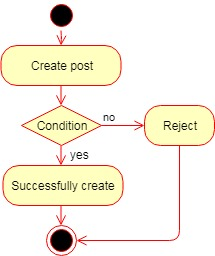 Create post
Condition
no
Reject
yes
Successfully create